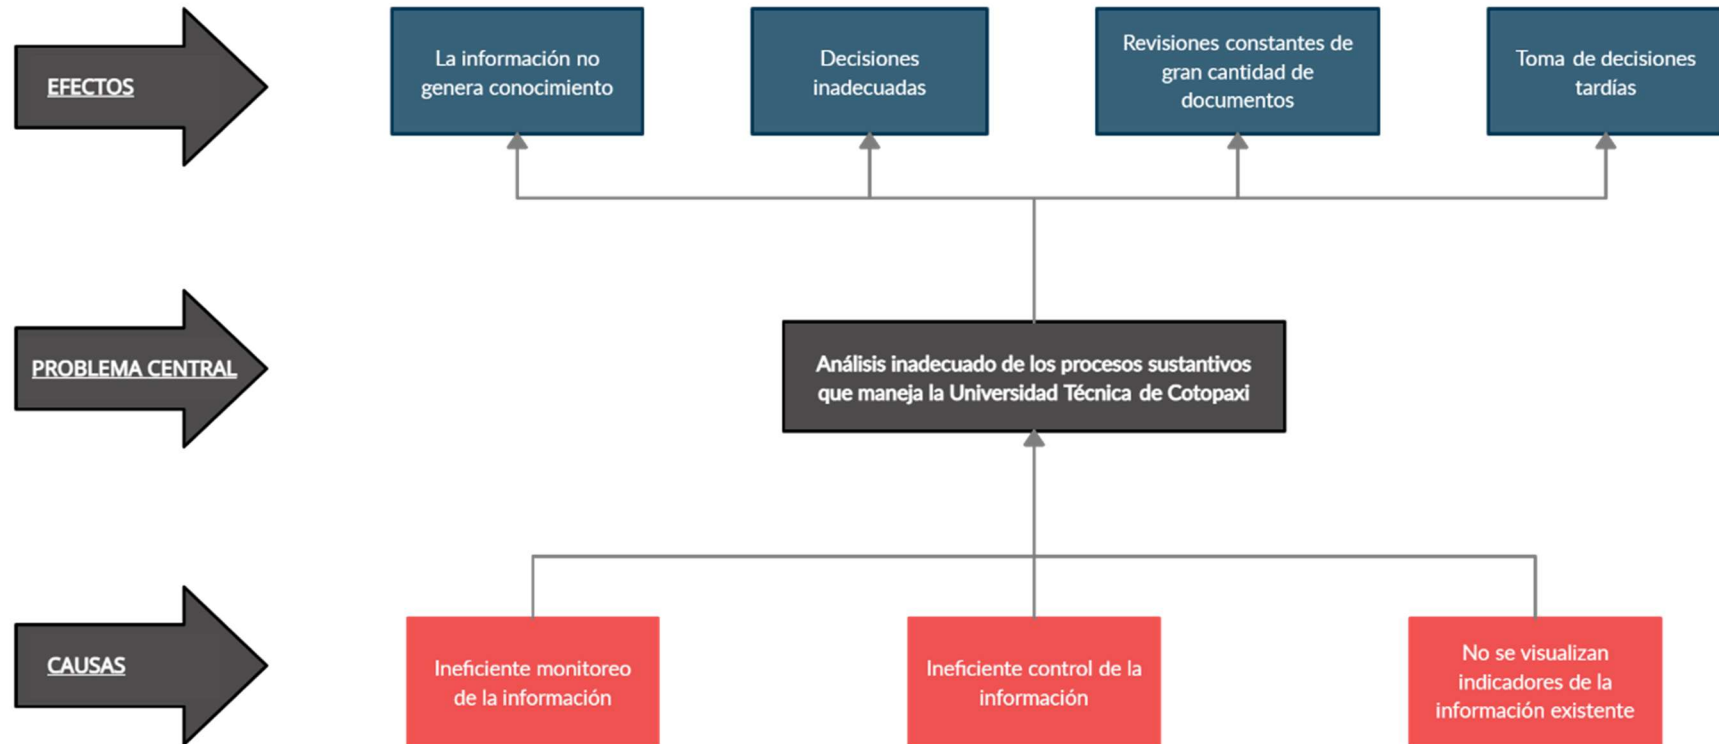 EFECTOS
La información no
genera conocimiento
Decisiones
inadecuadas
Revisiones constantes de
gran cantidad de
documentos
Toma de decisiones
tardías
PROBLEMA CENTRAL
Análisis inadecuado de los procesos sustantivos
que maneja la Universidad Técnica de Cotopaxi
CAUSAS
Ineficiente monitoreo
de la información
Ineficiente control de la
información
No se visualizan
indicadores de la
información existente